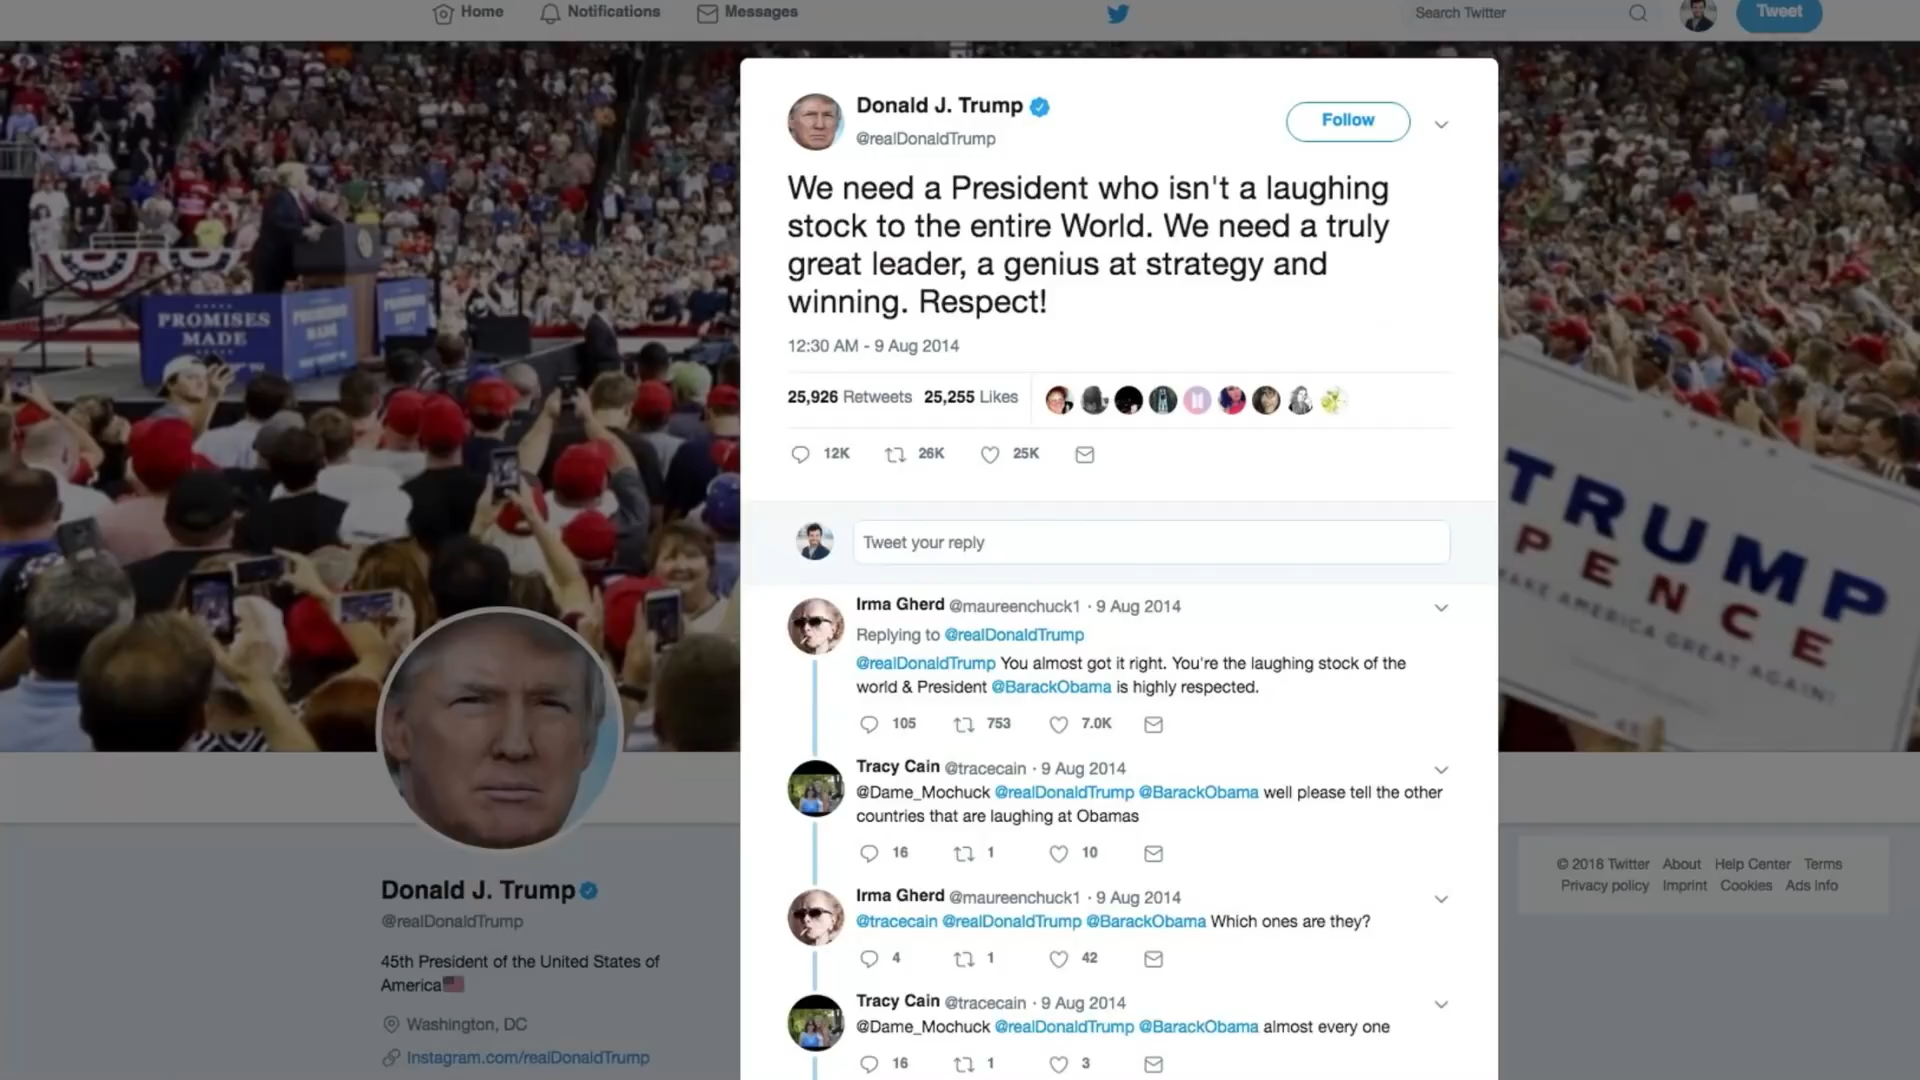 Home
Notifications
Messages
Search Twitter
Tweet
Donald J. Trump
@realDonaldTrump
Follow
We need a President who isn't a laughing
stock to the entire World. We need a truly
great leader, a genius at strategy and
winning. Respect!
12:30 AM - 9 Aug 2014
25,926 Retweets 25,255 Likes
12K 26K 25K
Tweet your reply
Irma Gherd @maureenchuck1 · 9 Aug 2014
Replying to @realDonaldTrump
@realDonaldTrump You almost got it right. You're the laughing stock of the
world & President @BarackObama is highly respected.
105 753 7.0K
Tracy Cain @tracecain · 9 Aug 2014
@Dame_Mochuck @realDonaldTrump @BarackObama well please tell the other
countries that are laughing at Obamas
16 1 10
Irma Gherd @maureenchuck1 · 9 Aug 2014
@tracecain @realDonaldTrump @BarackObama Which ones are they?
4 1 42
Tracy Cain @tracecain · 9 Aug 2014
@Dame_Mochuck @realDonaldTrump @BarackObama almost every one
16 1 3
PROMISES
MADE
PROMISES
MADE
TRUMP
PENCE
MAKE AMERICA GREAT AGAIN!
Donald J. Trump
@realDonaldTrump
45th President of the United States of
America
Washington, DC
Instagram.com/realDonaldTrump
© 2018 Twitter About Help Center Terms
Privacy policy Imprint Cookies Ads info